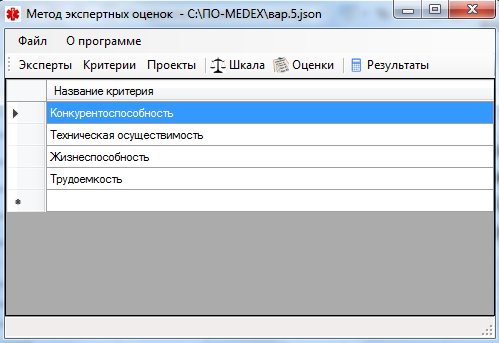 Метод экспертных оценок - C:\ПО-MEDEX\вар.5.json
Файл О программе
Эксперты Критерии Проекты Шкала Оценки Результаты
Название критерия
Конкурентоспособность
Техническая осуществимость
Жизнеспособность
Трудоемкость